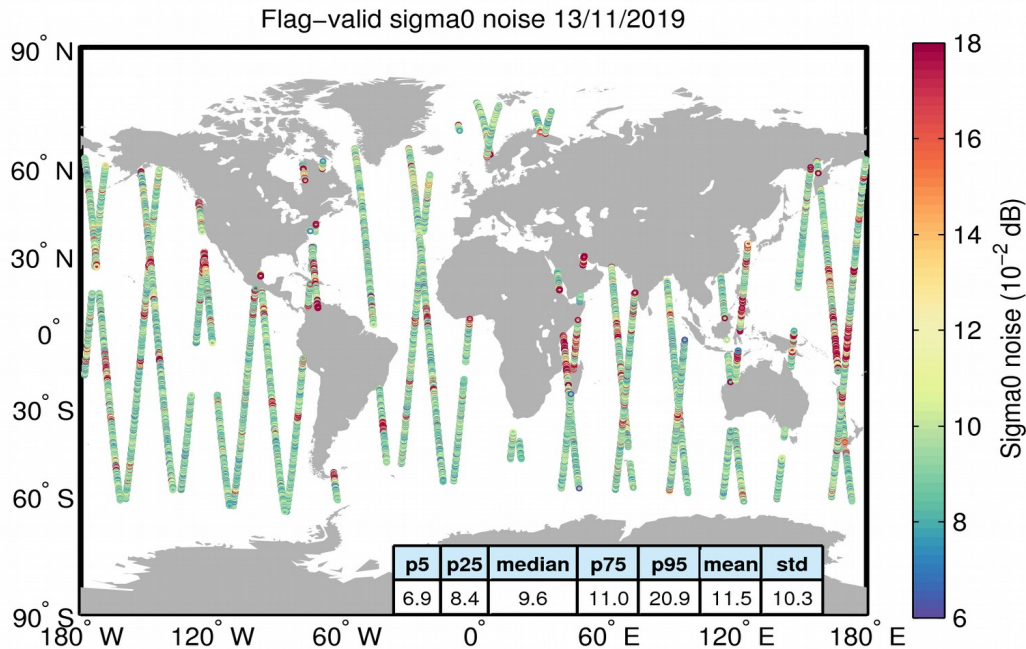 Flag-valid sigma0 noise 13/11/2019
90° N
60° N
30° N
0°
30° S
60° S
90° S
180° W
120° W
60° W
0°
60° E
120° E
180° E
p5 p25 median p75 p95 mean std
6.9 8.4 9.6 11.0 20.9 11.5 10.3
18
16
14
12
10
8
6
Sigma0 noise (10⁻² dB)